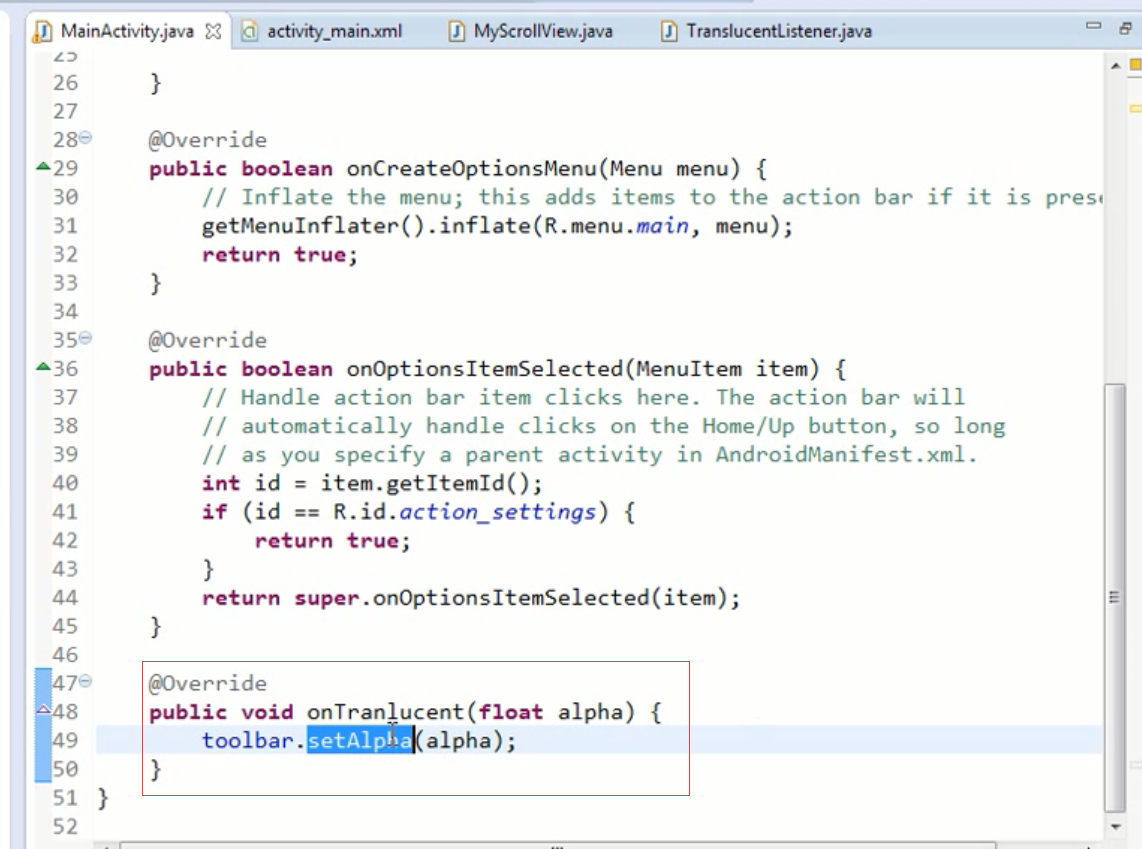 MainActivity.java activity_main.xml MyScrollView.java TranslucentListener.java
25
26 }
27
28 @Override
29 public boolean onCreateOptionsMenu(Menu menu) {
30 // Inflate the menu; this adds items to the action bar if it is prese
31 getMenuInflater().inflate(R.menu.main, menu);
32 return true;
33 }
34
35 @Override
36 public boolean onOptionsItemSelected(MenuItem item) {
37 // Handle action bar item clicks here. The action bar will
38 // automatically handle clicks on the Home/Up button, so long
39 // as you specify a parent activity in AndroidManifest.xml.
40 int id = item.getItemId();
41 if (id == R.id.action_settings) {
42 return true;
43 }
44 return super.onOptionsItemSelected(item);
45 }
46
47 @Override
48 public void onTranlucent(float alpha) {
49 toolbar.setAlpha(alpha);
50 }
51 }
52